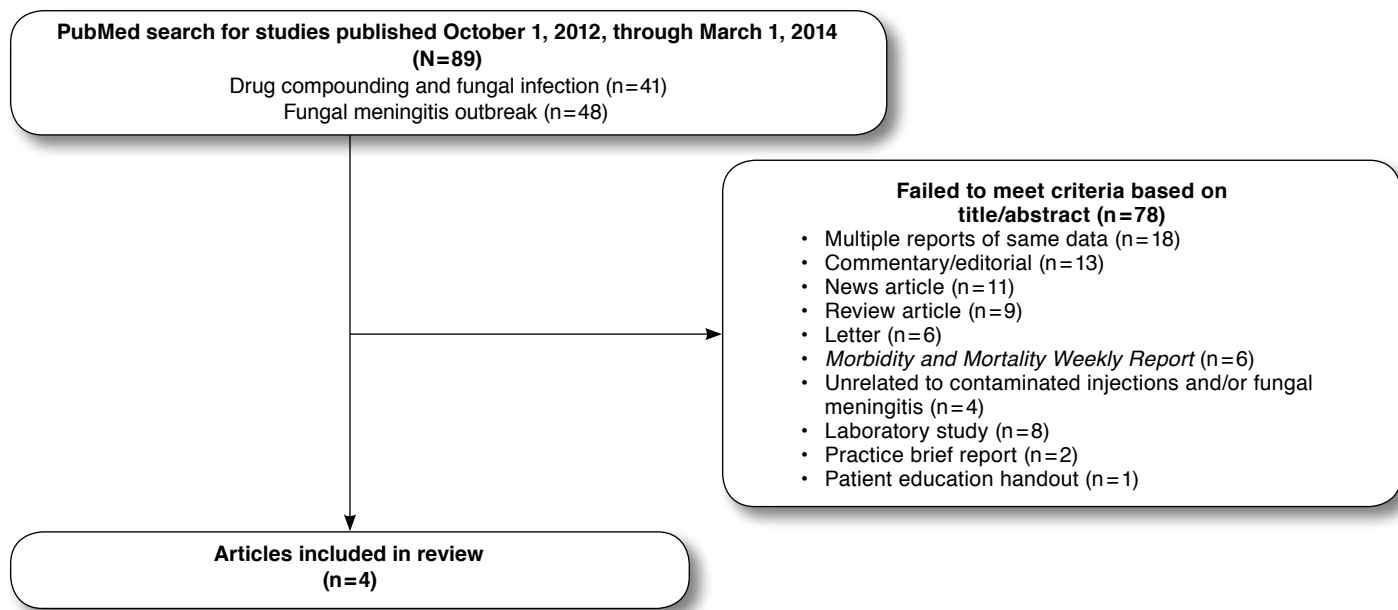 PubMed search for studies published October 1, 2012, through March 1, 2014
(N=89)
Drug compounding and fungal infection (n=41)
Fungal meningitis outbreak (n=48)
Failed to meet criteria based on
title/abstract (n=78)
• Multiple reports of same data (n=18)
• Commentary/editorial (n=13)
• News article (n=11)
• Review article (n=9)
• Letter (n=6)
• Morbidity and Mortality Weekly Report (n=6)
• Unrelated to contaminated injections and/or fungal
meningitis (n=4)
• Laboratory study (n=8)
• Practice brief report (n=2)
• Patient education handout (n=1)
Articles included in review
(n=4)